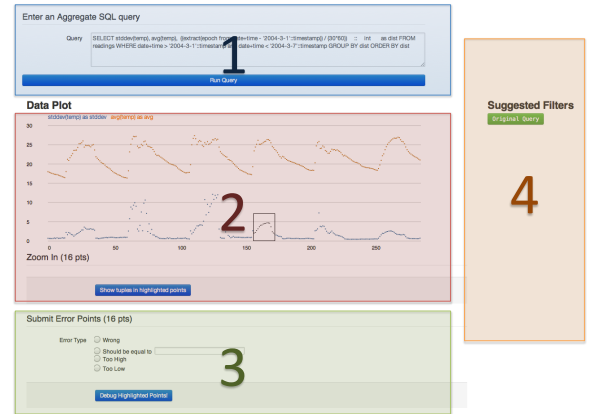 Enter an Aggregate SQL query
Query
SELECT stddev(temp), avg(temp), ((extract(epoch from date+time - '2004-3-1'::timestamp)) / (30*60)) :: int as dist FROM
readings WHERE date+time > '2004-3-1'::timestamp and date+time < '2004-3-7'::timestamp GROUP BY dist ORDER BY dist
1
Run Query
Data Plot
stddev(temp) as stddev avg(temp) as avg
30
25
20
15
10
5
0
0 50 100 150 200 250
2
Zoom In (16 pts)
Show tuples in highlighted points
Submit Error Points (16 pts)
Error Type
Wrong
Should be equal to
Too High
Too Low
3
Debug Highlighted Points!
Suggested Filters
Original Query
4